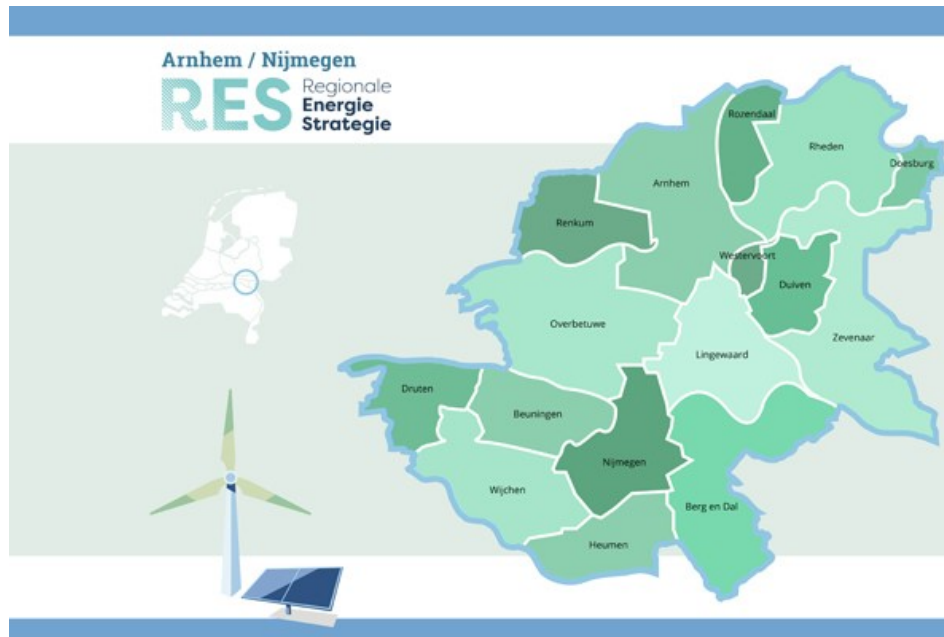 Arnhem / Nijmegen
RES Regionale
Energie
Strategie
Rozendaal
Rheden
Doesburg
Arnhem
Renkum
Westervoort
Duiven
Overbetuwe
Zevenaar
Lingewaard
Druten
Beuningen
Nijmegen
Wijchen
Berg en Dal
Heumen